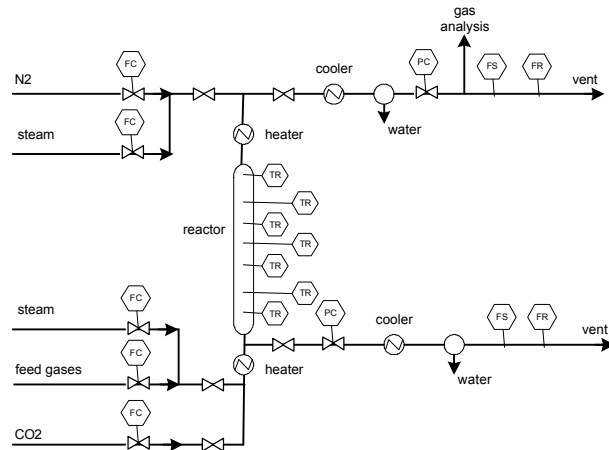 gas
analysis
FC
N2
cooler
PC
FS
FR
vent
FC
steam
heater
water
TR
TR
reactor
TR
TR
TR
TR
TR
steam
FC
PC
cooler
FS
FR
vent
feed gases
FC
heater
water
CO2
FC